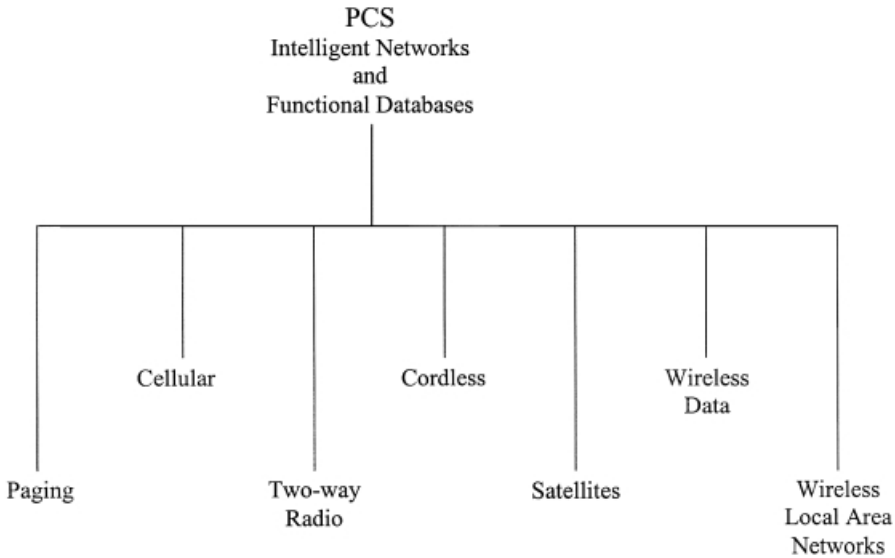 PCS
Intelligent Networks
and
Functional Databases
Cellular
Cordless
Wireless
Data
Paging
Two-way
Radio
Satellites
Wireless
Local Area
Networks